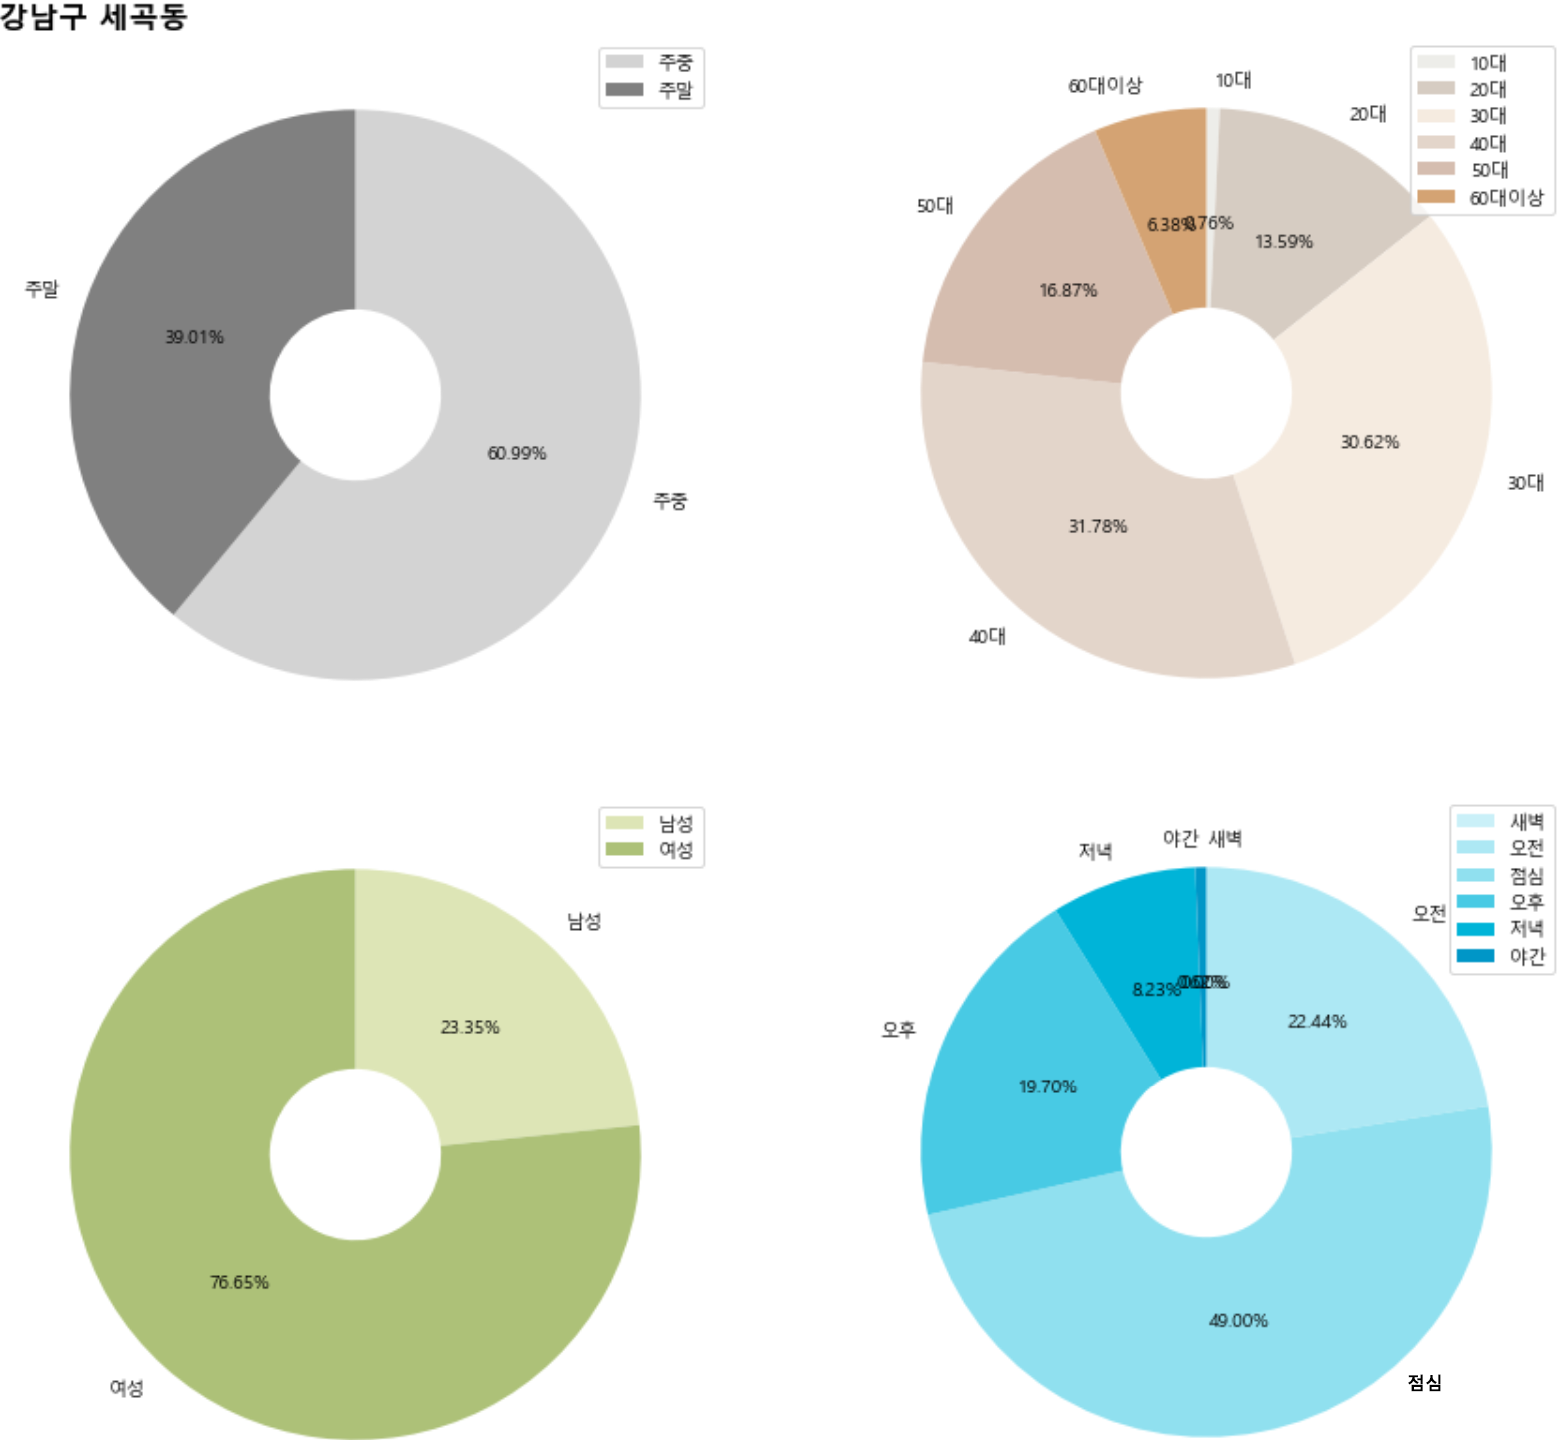 강남구 세곡동
주중
주말
주말
39.01%
60.99%
주중
10대
20대
30대
40대
50대
60대이상
60대이상
10대
20대
50대
6.38%
0.76%
13.59%
16.87%
30.62%
30대
31.78%
40대
남성
여성
남성
23.35%
76.65%
여성
새벽
오전
점심
오후
저녁
야간
저녁
야간 새벽
오전
8.23%
22.44%
오후
19.70%
49.00%
점심